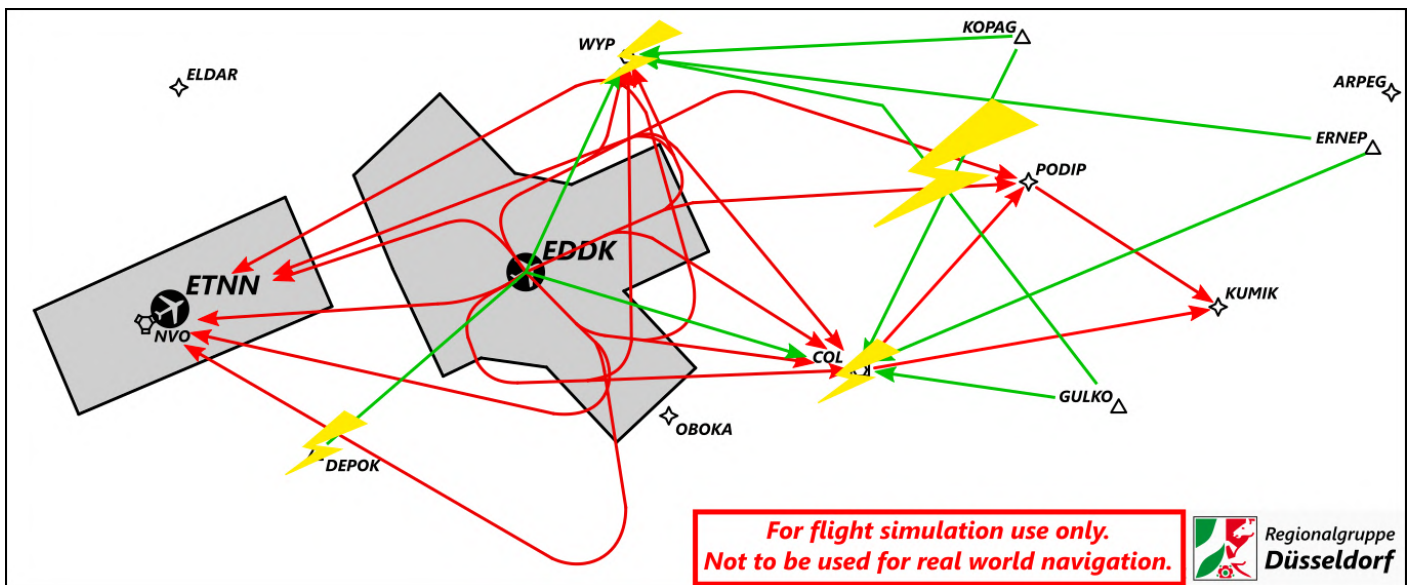 WYP
KOPAG
ELDAR
ARPEG
ERNEP
PODIP
EDDK
ETNN
KUMIK
NVO
COL
GULKO
OBOKA
DEPOK
For flight simulation use only.
Not to be used for real world navigation.
Regionalgruppe
Düsseldorf